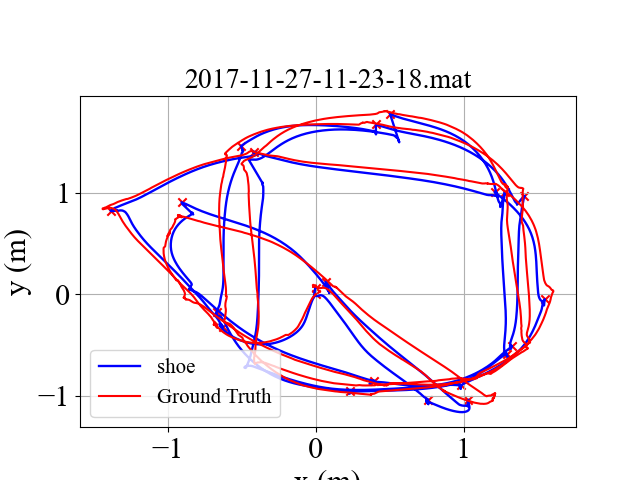 2017-11-27-11-23-18.mat
y (m)
1
0
−1
shoe
Ground Truth
−1
0
1
x (m)